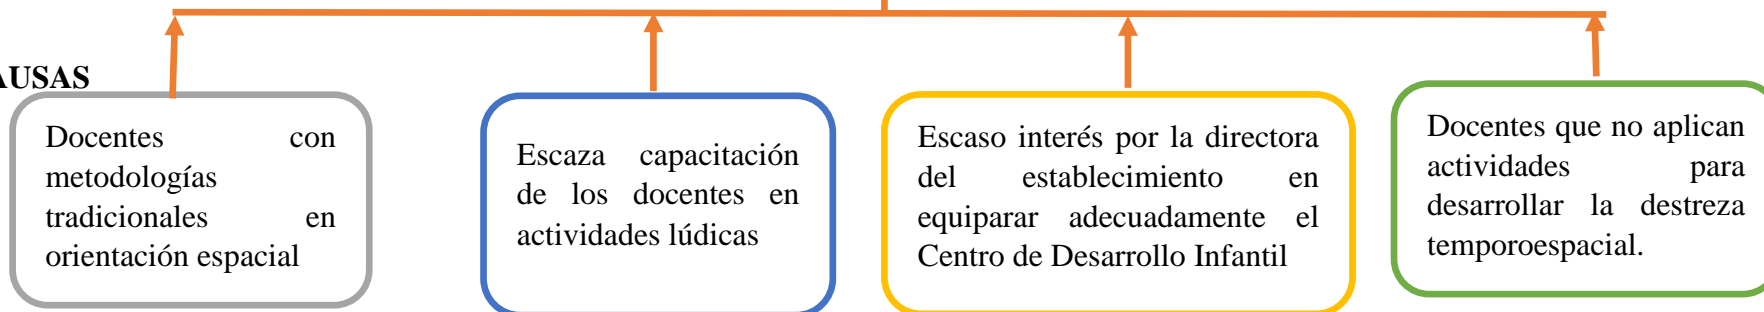 AUSAS
Docentes con
metodologías
tradicionales en
orientación espacial
Escaza capacitación
de los docentes en
actividades lúdicas
Escaso interés por la directora
del establecimiento en
equiparar adecuadamente el
Centro de Desarrollo Infantil
Docentes que no aplican
actividades para
desarrollar la destreza
temporoespacial.